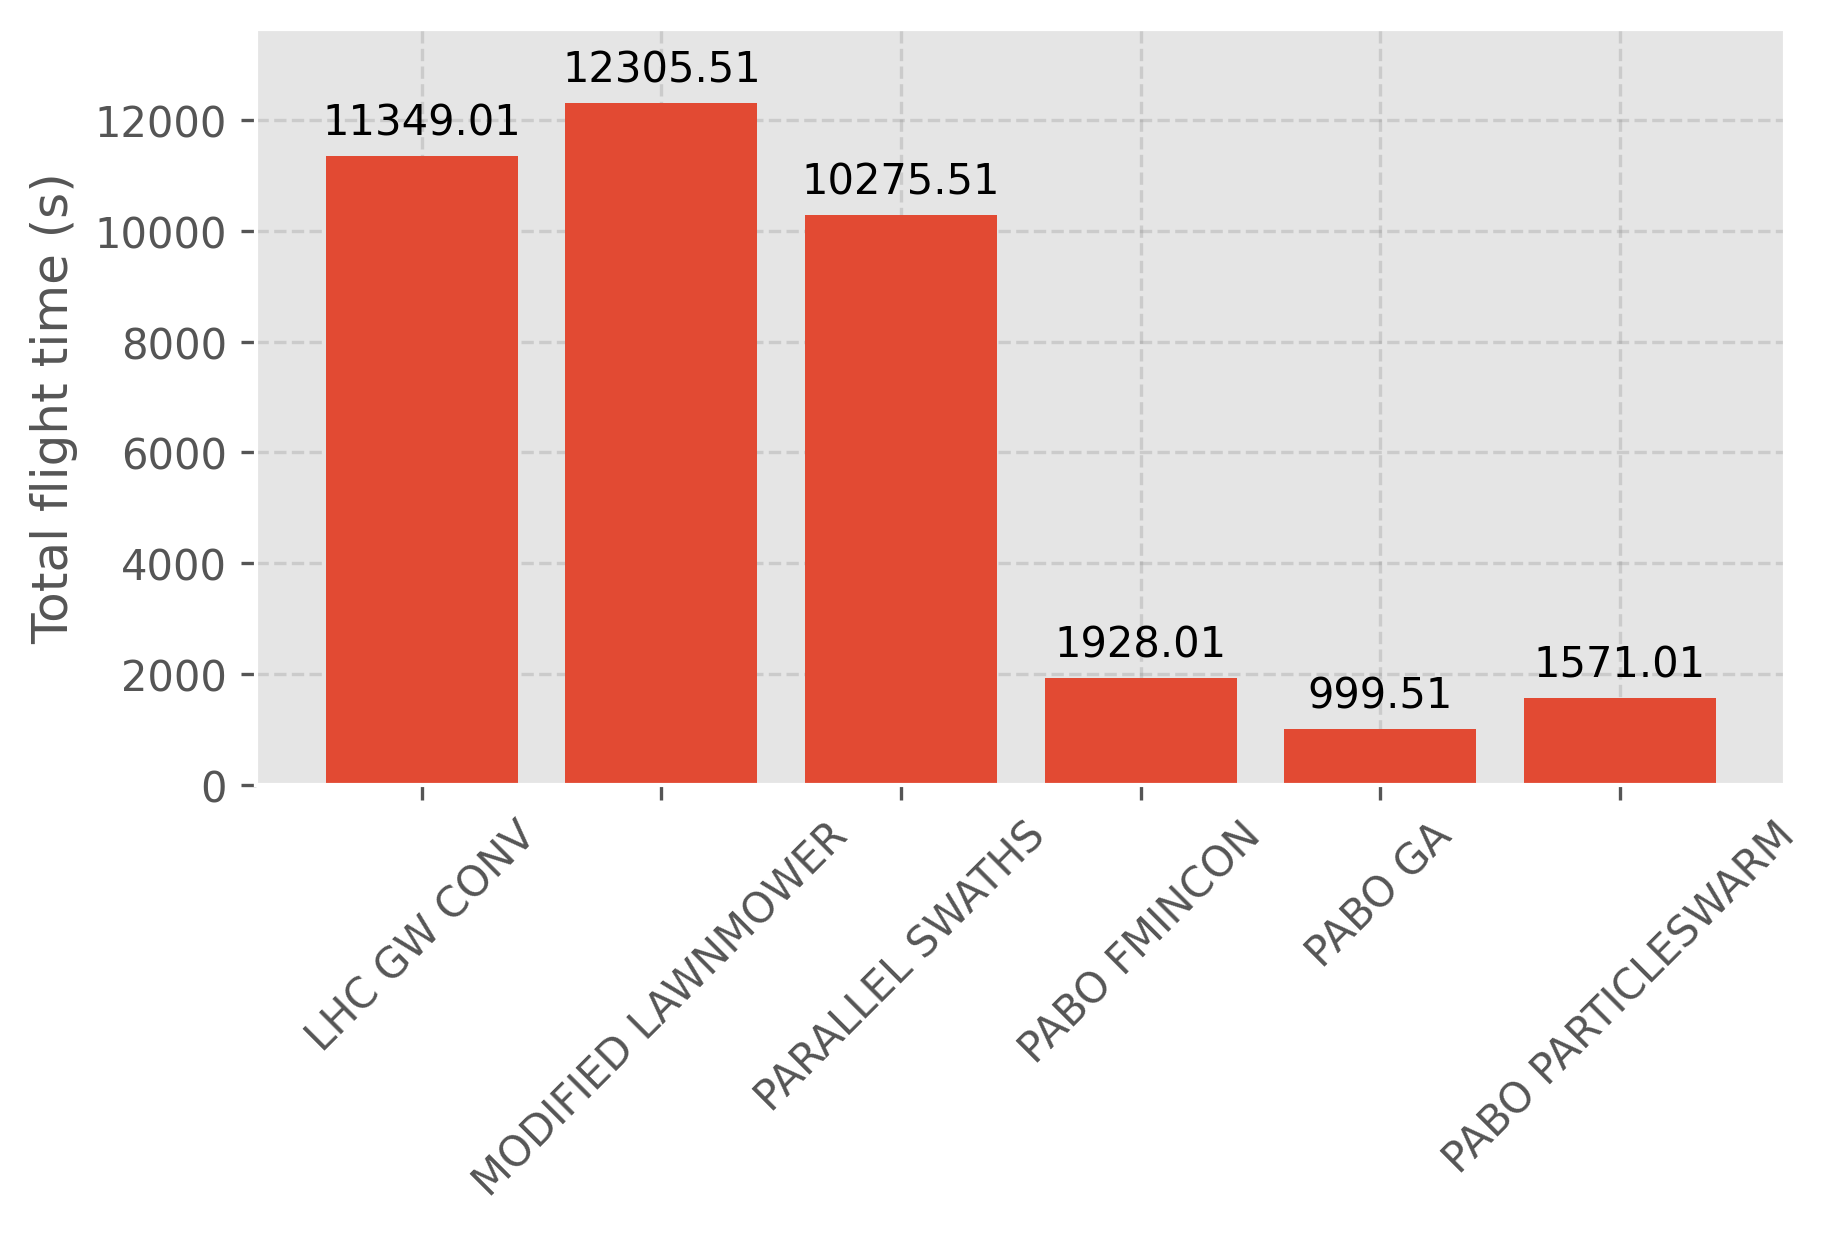 Total flight time (s)
12000
10000
8000
6000
4000
2000
0
11349.01
12305.51
10275.51
1928.01
999.51
1571.01
LHC GW CONV
MODIFIED LAWNMOWER
PARALLEL SWATHS
PABO FMINCON
PABO GA
PABO PARTICLESWARM